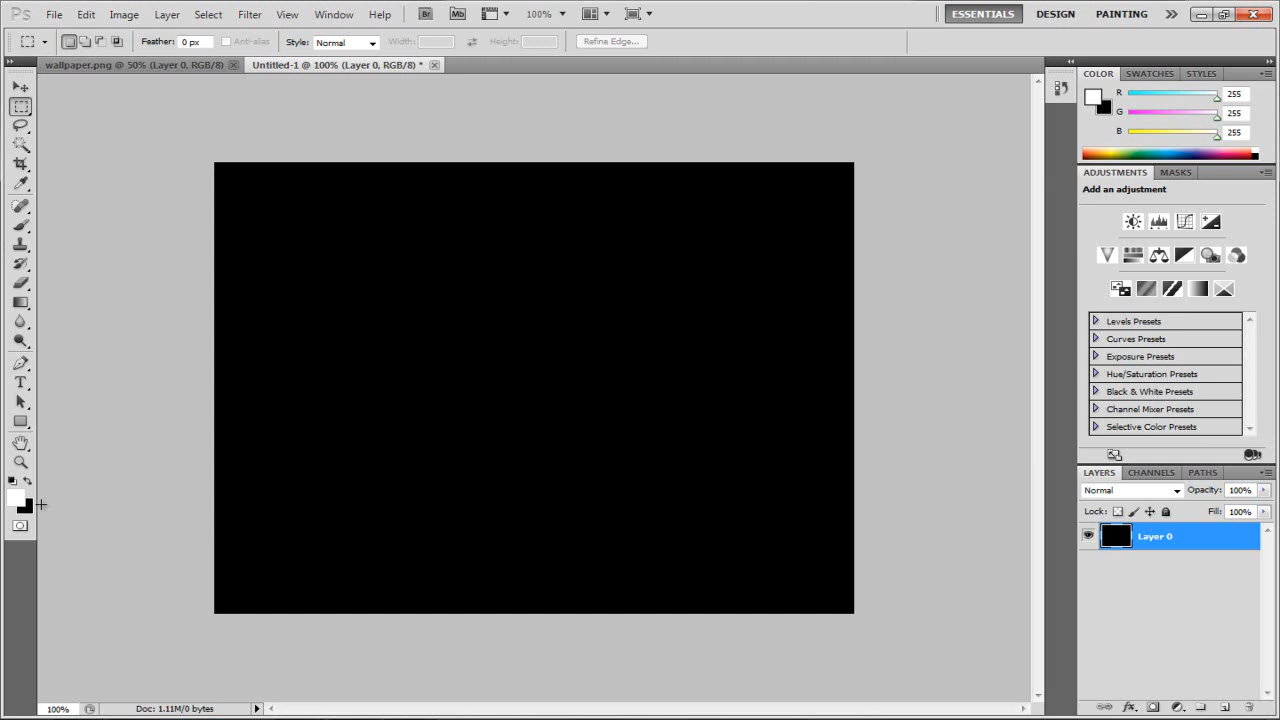 Ps File Edit Image Layer Select Filter View Window Help Br Mb 100% ESSENTIALS DESIGN PAINTING
Feather: 0 px Anti-alias Style: Normal Width: Height: Refine Edge...
wallpaper.png @ 50% (Layer 0, RGB/8) Untitled-1 @ 100% (Layer 0, RGB/8) *
COLOR SWATCHES STYLES
R 255
G 255
B 255
ADJUSTMENTS MASKS
Add an adjustment
Levels Presets
Curves Presets
Exposure Presets
Hue/Saturation Presets
Black & White Presets
Channel Mixer Presets
Selective Color Presets
LAYERS CHANNELS PATHS
Normal Opacity: 100%
Lock: Fill: 100%
Layer 0
100% Doc: 1.11M/0 bytes